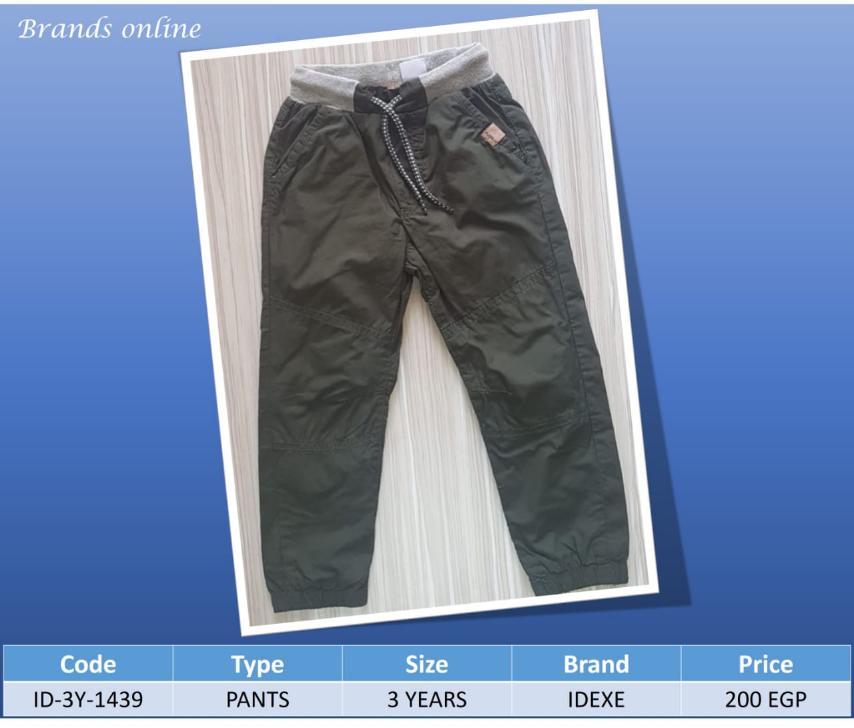 Brands online
Code Type Size Brand Price
ID-3Y-1439 PANTS 3 YEARS IDEXE 200 EGP